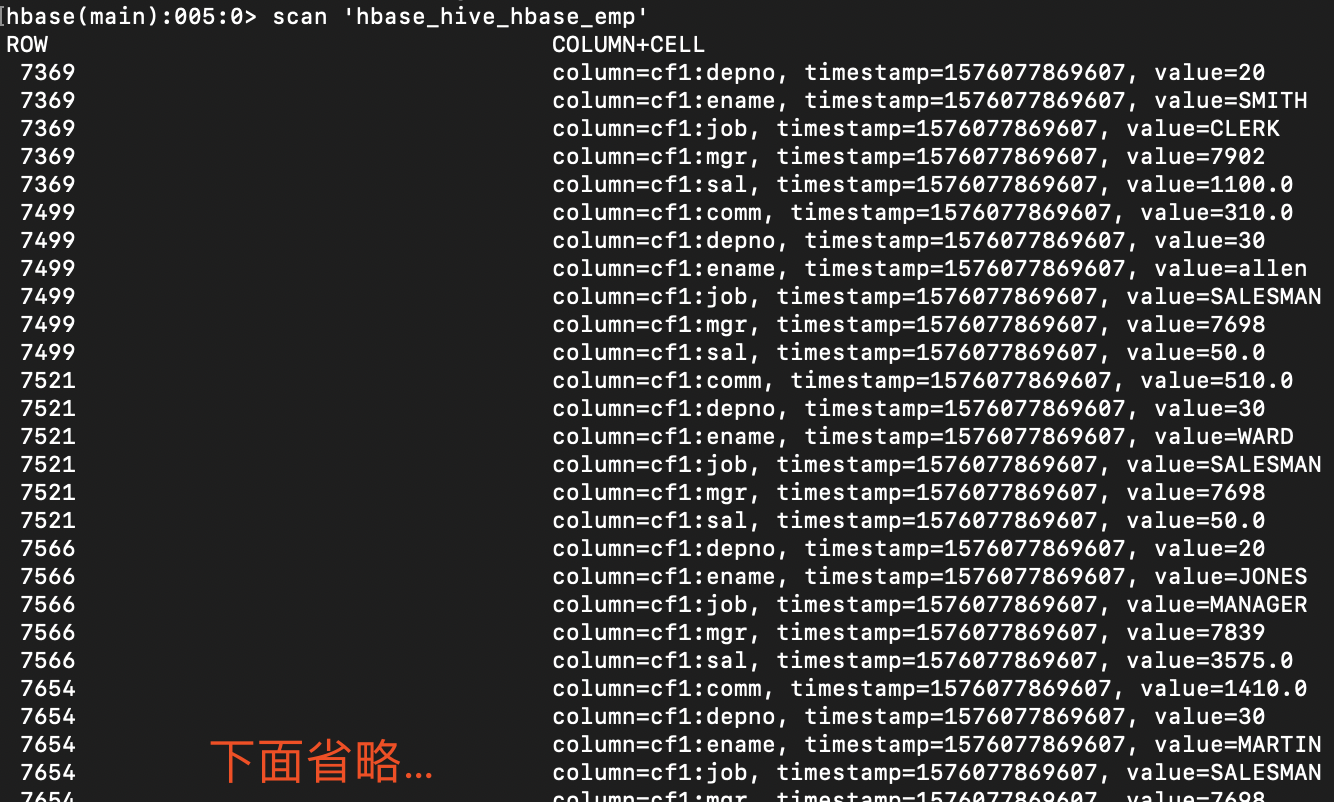 [hbase(main):005:0> scan 'hbase_hive_hbase_emp'
ROW COLUMN+CELL
7369 column=cf1:depno, timestamp=1576077869607, value=20
7369 column=cf1:ename, timestamp=1576077869607, value=SMITH
7369 column=cf1:job, timestamp=1576077869607, value=CLERK
7369 column=cf1:mgr, timestamp=1576077869607, value=7902
7369 column=cf1:sal, timestamp=1576077869607, value=1100.0
7499 column=cf1:comm, timestamp=1576077869607, value=310.0
7499 column=cf1:depno, timestamp=1576077869607, value=30
7499 column=cf1:ename, timestamp=1576077869607, value=allen
7499 column=cf1:job, timestamp=1576077869607, value=SALESMAN
7499 column=cf1:mgr, timestamp=1576077869607, value=7698
7499 column=cf1:sal, timestamp=1576077869607, value=50.0
7521 column=cf1:comm, timestamp=1576077869607, value=510.0
7521 column=cf1:depno, timestamp=1576077869607, value=30
7521 column=cf1:ename, timestamp=1576077869607, value=WARD
7521 column=cf1:job, timestamp=1576077869607, value=SALESMAN
7521 column=cf1:mgr, timestamp=1576077869607, value=7698
7521 column=cf1:sal, timestamp=1576077869607, value=50.0
7566 column=cf1:depno, timestamp=1576077869607, value=20
7566 column=cf1:ename, timestamp=1576077869607, value=JONES
7566 column=cf1:job, timestamp=1576077869607, value=MANAGER
7566 column=cf1:mgr, timestamp=1576077869607, value=7839
7566 column=cf1:sal, timestamp=1576077869607, value=3575.0
7654 column=cf1:comm, timestamp=1576077869607, value=1410.0
7654 column=cf1:depno, timestamp=1576077869607, value=30
7654 column=cf1:ename, timestamp=1576077869607, value=MARTIN
下面省略...
7654 column=cf1:job, timestamp=1576077869607, value=SALESMAN
7654 column=cf1:mgr, timestamp=1576077869607, value=7698